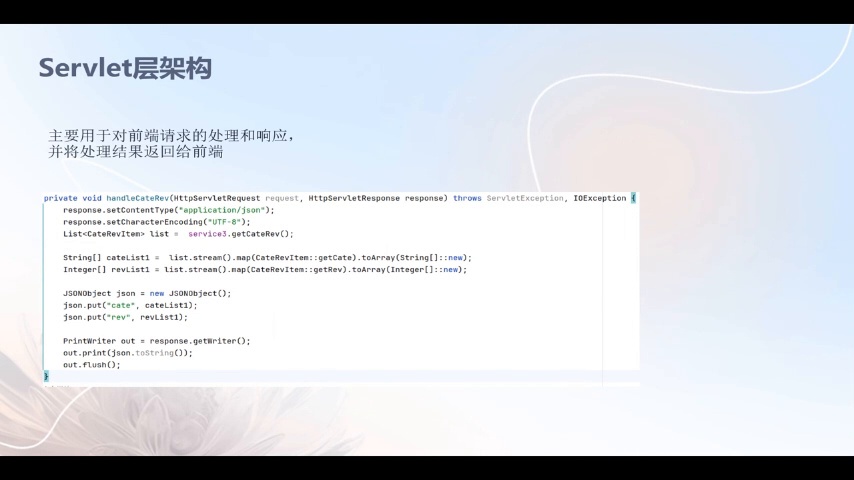 Servlet层架构
主要用于对前端请求的处理和响应，
并将处理结果返回给前端
private void handleCateRev(HttpServletRequest request, HttpServletResponse response) throws ServletException, IOException {
response.setContentType("application/json");
response.setCharacterEncoding("UTF-8");
List<CateRevItem> list =  service3.getCateRev();
String[] cateList1 =  list.stream().map(CateRevItem::getCate).toArray(String[]::new);
Integer[] revList1 = list.stream().map(CateRevItem::getRev).toArray(Integer[]::new);
JSONObject json = new JSONObject();
json.put("cate", cateList1);
json.put("rev", revList1);
PrintWriter out = response.getWriter();
out.print(json.toString());
out.flush();
}